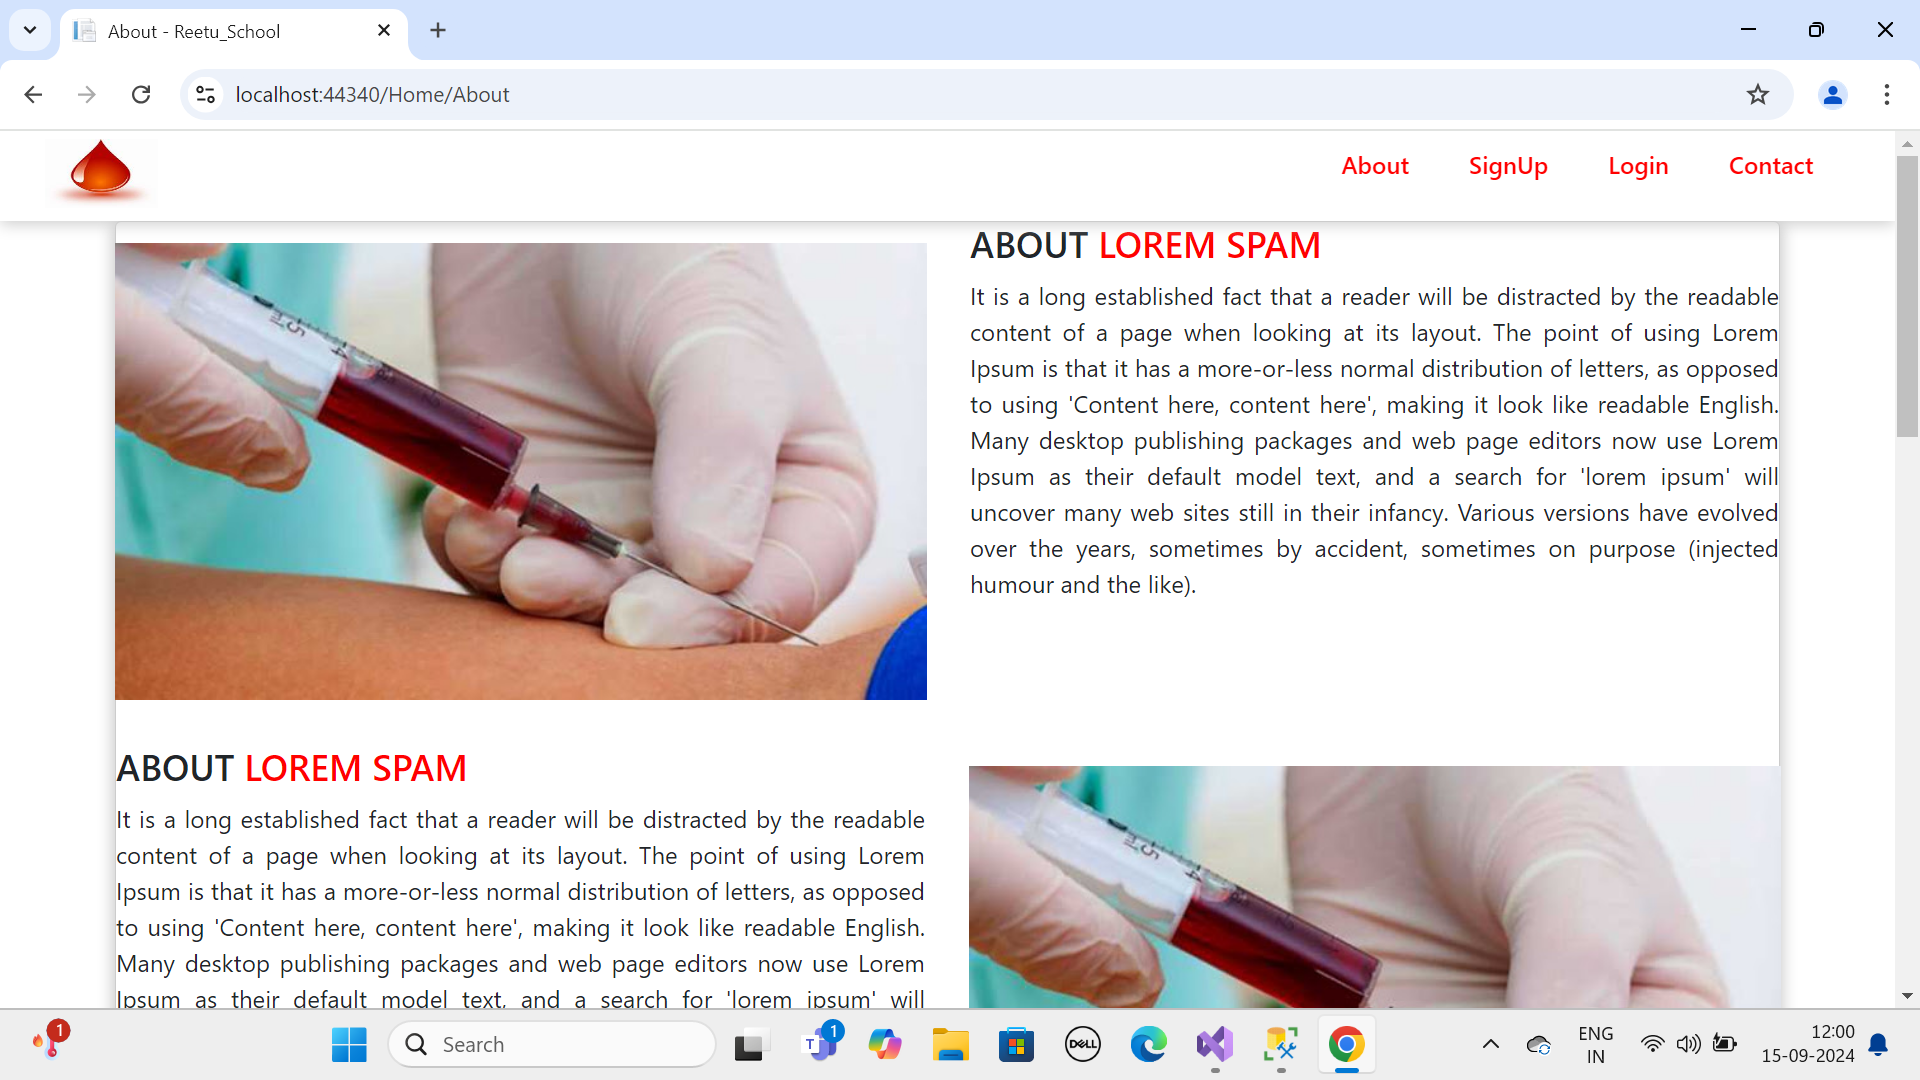 About - Reetu_School
localhost:44340/Home/About
About SignUp Login Contact
ABOUT LOREM SPAM
It is a long established fact that a reader will be distracted by the readable
content of a page when looking at its layout. The point of using Lorem
Ipsum is that it has a more-or-less normal distribution of letters, as opposed
to using 'Content here, content here', making it look like readable English.
Many desktop publishing packages and web page editors now use Lorem
Ipsum as their default model text, and a search for 'lorem ipsum' will
uncover many web sites still in their infancy. Various versions have evolved
over the years, sometimes by accident, sometimes on purpose (injected
humour and the like).
5
4
ABOUT LOREM SPAM
It is a long established fact that a reader will be distracted by the readable
content of a page when looking at its layout. The point of using Lorem
Ipsum is that it has a more-or-less normal distribution of letters, as opposed
to using 'Content here, content here', making it look like readable English.
Many desktop publishing packages and web page editors now use Lorem
Ipsum as their default model text, and a search for 'lorem ipsum' will
5
1
Search
T
1
DELL
ENG
IN
12:00
15-09-2024